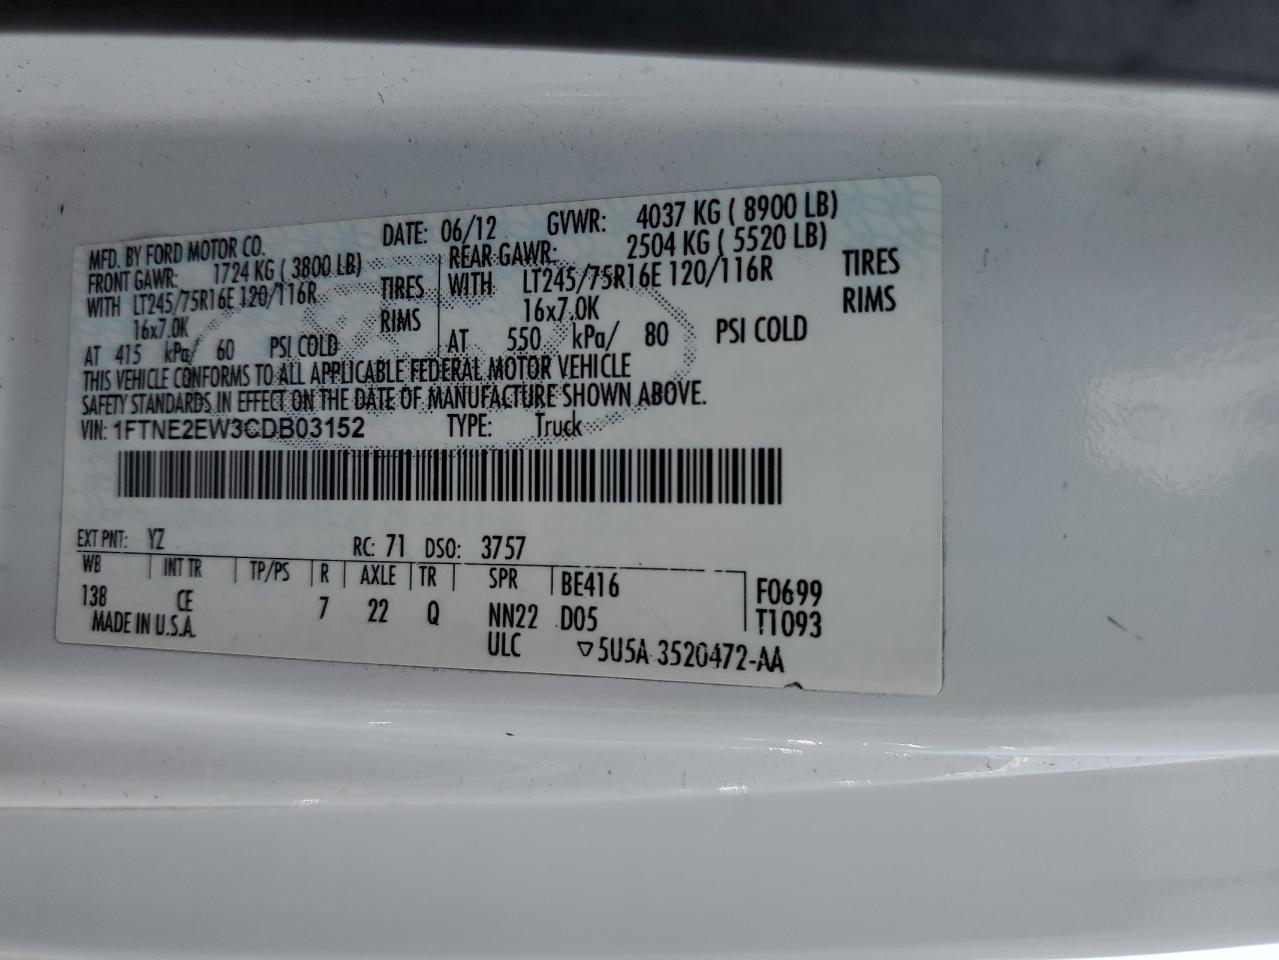 MFD. BY FORD MOTOR CO.
DATE: 06/12 GVWR: 4037 KG ( 8900 LB)
FRONT GAWR: 1724 KG ( 3800 LB) REAR GAWR: 2504 KG ( 5520 LB)
WITH LT245/75R16E 120/116R TIRES WITH LT245/75R16E 120/116R TIRES
16x7.0K RIMS 16x7.0K RIMS
AT 415 kPa/ 60 PSI COLD AT 550 kPa/ 80 PSI COLD
THIS VEHICLE CONFORMS TO ALL APPLICABLE FEDERAL MOTOR VEHICLE
SAFETY STANDARDS IN EFFECT ON THE DATE OF MANUFACTURE SHOWN ABOVE.
VIN: 1FTNE2EW3CDB03152 TYPE: Truck
EXT PNT: YZ RC: 71 DSO: 3757
WB INT TR TP/PS R AXLE TR SPR BE416 F0699
138 CE 7 22 Q NN22 D05 T1093
MADE IN U.S.A. ULC ▽5U5A 3520472-AA